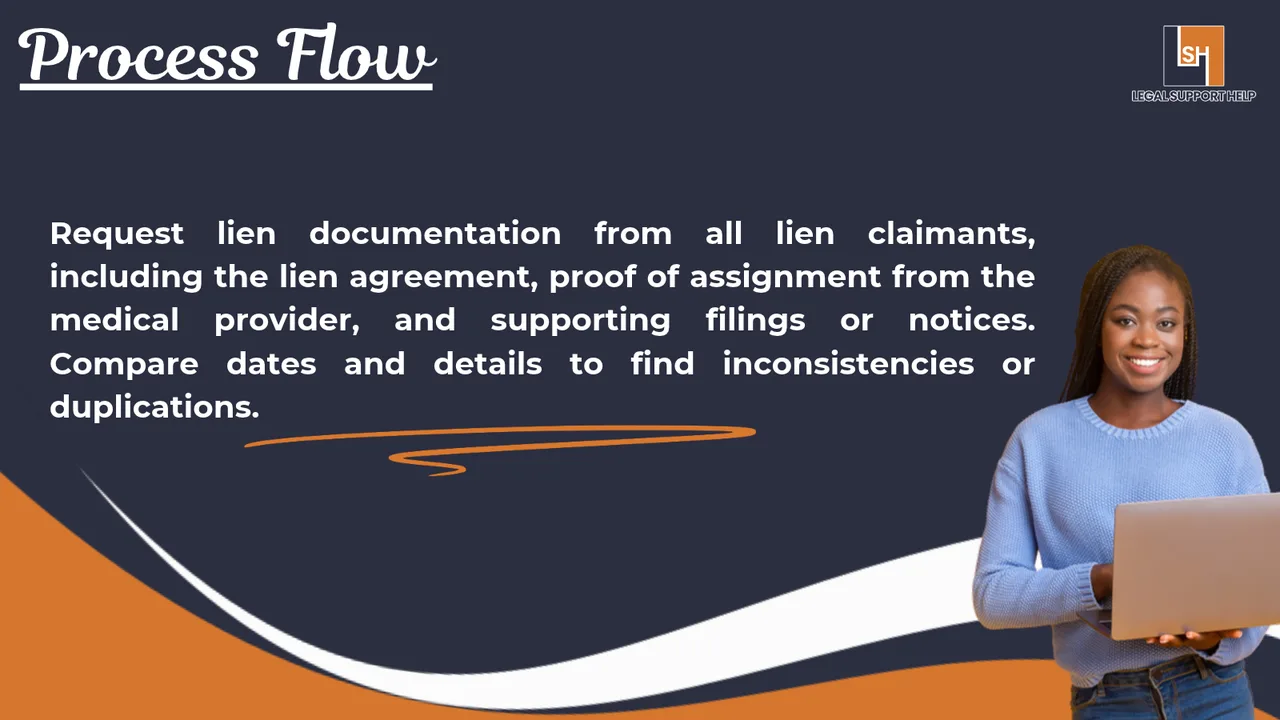 Process Flow
SH
LEGAL SUPPORT HELP
Request lien documentation from all lien claimants,
including the lien agreement, proof of assignment from the
medical provider, and supporting filings or notices.
Compare dates and details to find inconsistencies or
duplications.